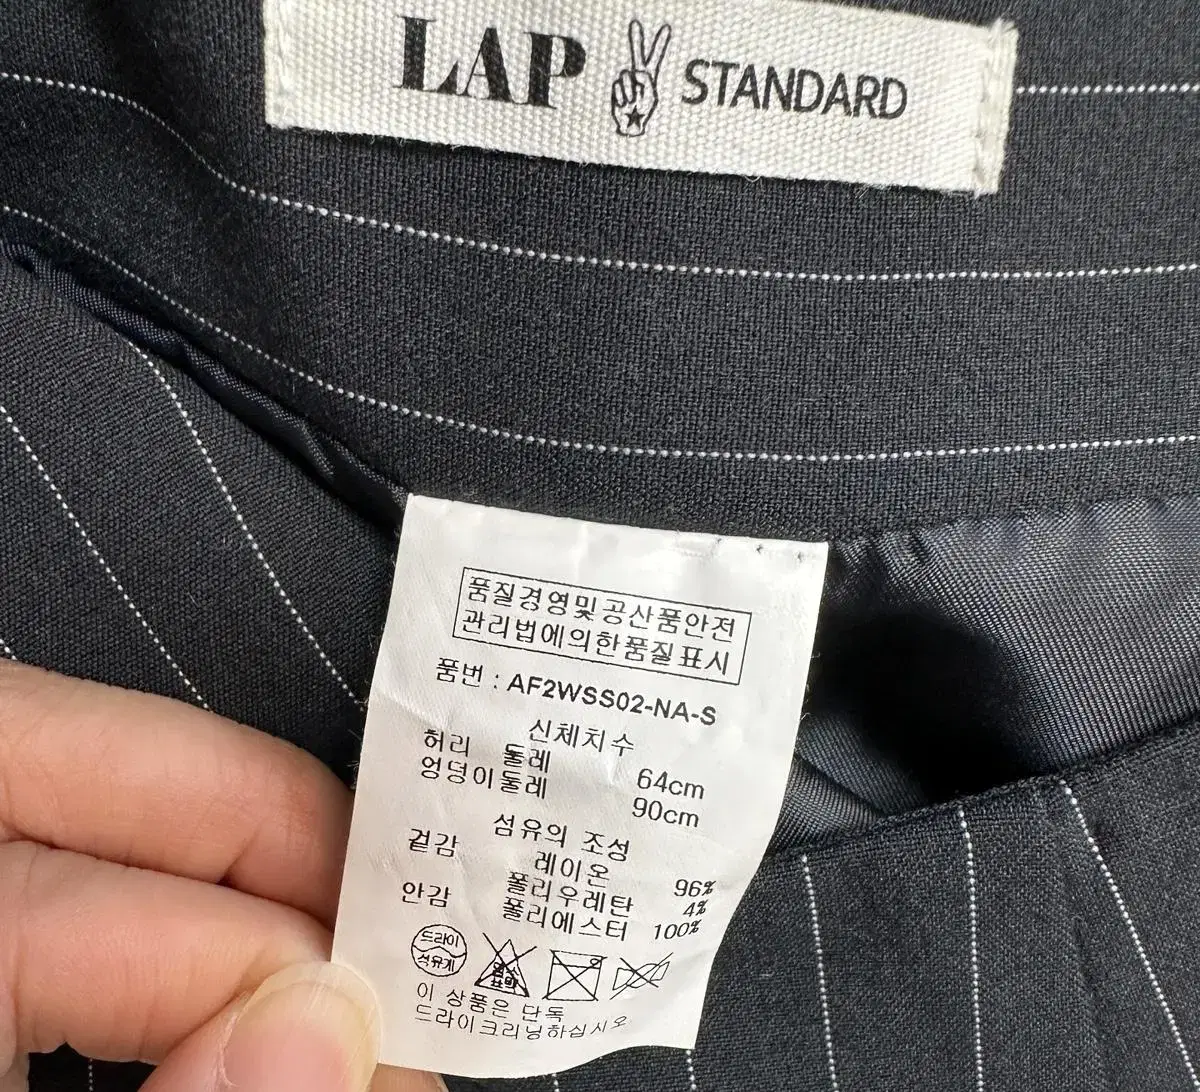 LAP STANDARD
품질경영및공산품안전
관리법에의한품질표시
품번 : AF2WSS02-NA-S
신체치수
허리 둘레 64cm
엉덩이둘레 90cm
섬유의 조성
겉감 레이온 96%
폴리우레탄 4%
안감 폴리에스터 100%
드라이
석유계
이 상품은 단독
드라이크리닝하십시오